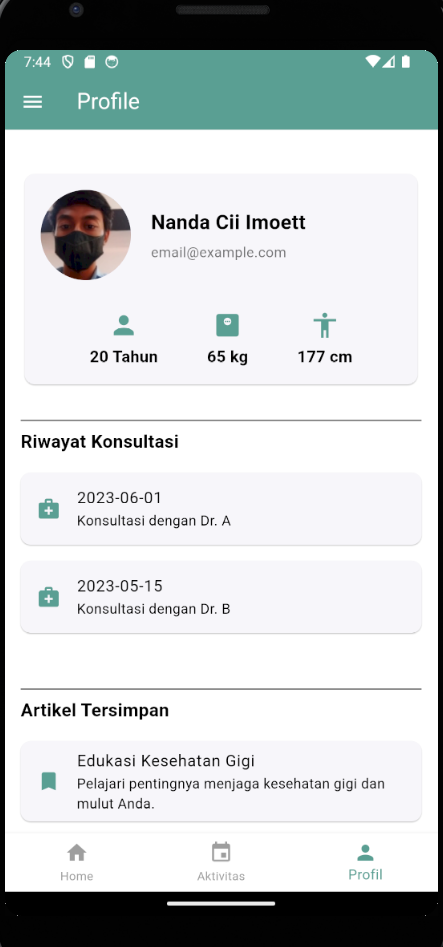 7:44
Profile
Nanda Cii Imoett
email@example.com
20 Tahun
65 kg
177 cm
Riwayat Konsultasi
2023-06-01
Konsultasi dengan Dr. A
2023-05-15
Konsultasi dengan Dr. B
Artikel Tersimpan
Edukasi Kesehatan Gigi
Pelajari pentingnya menjaga kesehatan gigi dan
mulut Anda.
Home
Aktivitas
Profil